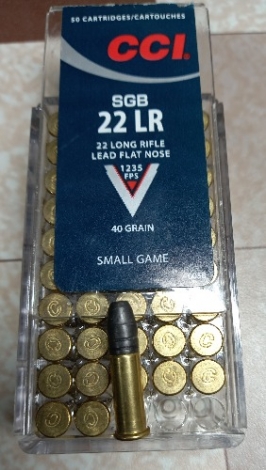 50 CARTRIDGES/CARTOUCHES
CCI
SGB
22 LR
22 LONG RIFLE
LEAD FLAT NOSE
1235
FPS
40 GRAIN
SMALL GAME